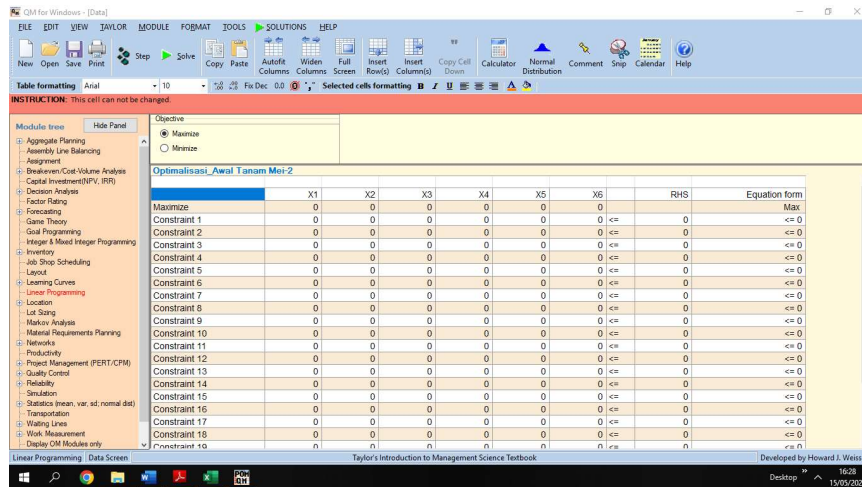 QM for Windows - [Data]
FILE EDIT VIEW TAYLOR MODULE FORMAT TOOLS SOLUTIONS HELP
New Open Save Print Step Solve Copy Paste Autofit Columns Widen Columns Full Screen Insert Row(s) Insert Column(s) Copy Cell Down Calculator Normal Distribution Comment Snip Calendar Help
Table formatting Arial 10 Fix Dec 0.0 Selected cells formatting B I U
INSTRUCTION: This cell can not be changed.
Module tree Hide Panel
Aggregate Planning
Assembly Line Balancing
Assignment
Breakeven/Cost-Volume Analysis
Capital Investment(NPV, IRR)
Decision Analysis
Factor Rating
Forecasting
Game Theory
Goal Programming
Integer & Mixed Integer Programming
Inventory
Job Shop Scheduling
Layout
Learning Curves
Linear Programming
Location
Lot Sizing
Markov Analysis
Material Requirements Planning
Networks
Productivity
Project Management (PERT/CPM)
Quality Control
Reliability
Simulation
Statistics (mean, var, sd; normal dist)
Transportation
Waiting Lines
Work Measurement
Display OM Modules only
Objective
Maximize
Minimize
Optimalisasi_Awal Tanam Mei-2
X1 X2 X3 X4 X5 X6 RHS Equation form
Maximize 0 0 0 0 0 0 Max
Constraint 1 0 0 0 0 0 0 <= 0 <= 0
Constraint 2 0 0 0 0 0 0 <= 0 <= 0
Constraint 3 0 0 0 0 0 0 <= 0 <= 0
Constraint 4 0 0 0 0 0 0 <= 0 <= 0
Constraint 5 0 0 0 0 0 0 <= 0 <= 0
Constraint 6 0 0 0 0 0 0 <= 0 <= 0
Constraint 7 0 0 0 0 0 0 <= 0 <= 0
Constraint 8 0 0 0 0 0 0 <= 0 <= 0
Constraint 9 0 0 0 0 0 0 <= 0 <= 0
Constraint 10 0 0 0 0 0 0 <= 0 <= 0
Constraint 11 0 0 0 0 0 0 <= 0 <= 0
Constraint 12 0 0 0 0 0 0 <= 0 <= 0
Constraint 13 0 0 0 0 0 0 <= 0 <= 0
Constraint 14 0 0 0 0 0 0 <= 0 <= 0
Constraint 15 0 0 0 0 0 0 <= 0 <= 0
Constraint 16 0 0 0 0 0 0 <= 0 <= 0
Constraint 17 0 0 0 0 0 0 <= 0 <= 0
Constraint 18 0 0 0 0 0 0 <= 0 <= 0
Constraint 19 0 0 0 0 0 0 <= 0 <= 0
Linear Programming Data Screen Taylor's Introduction to Management Science Textbook Developed by Howard J. Weiss
POM QM Desktop 16:28
15/05/202